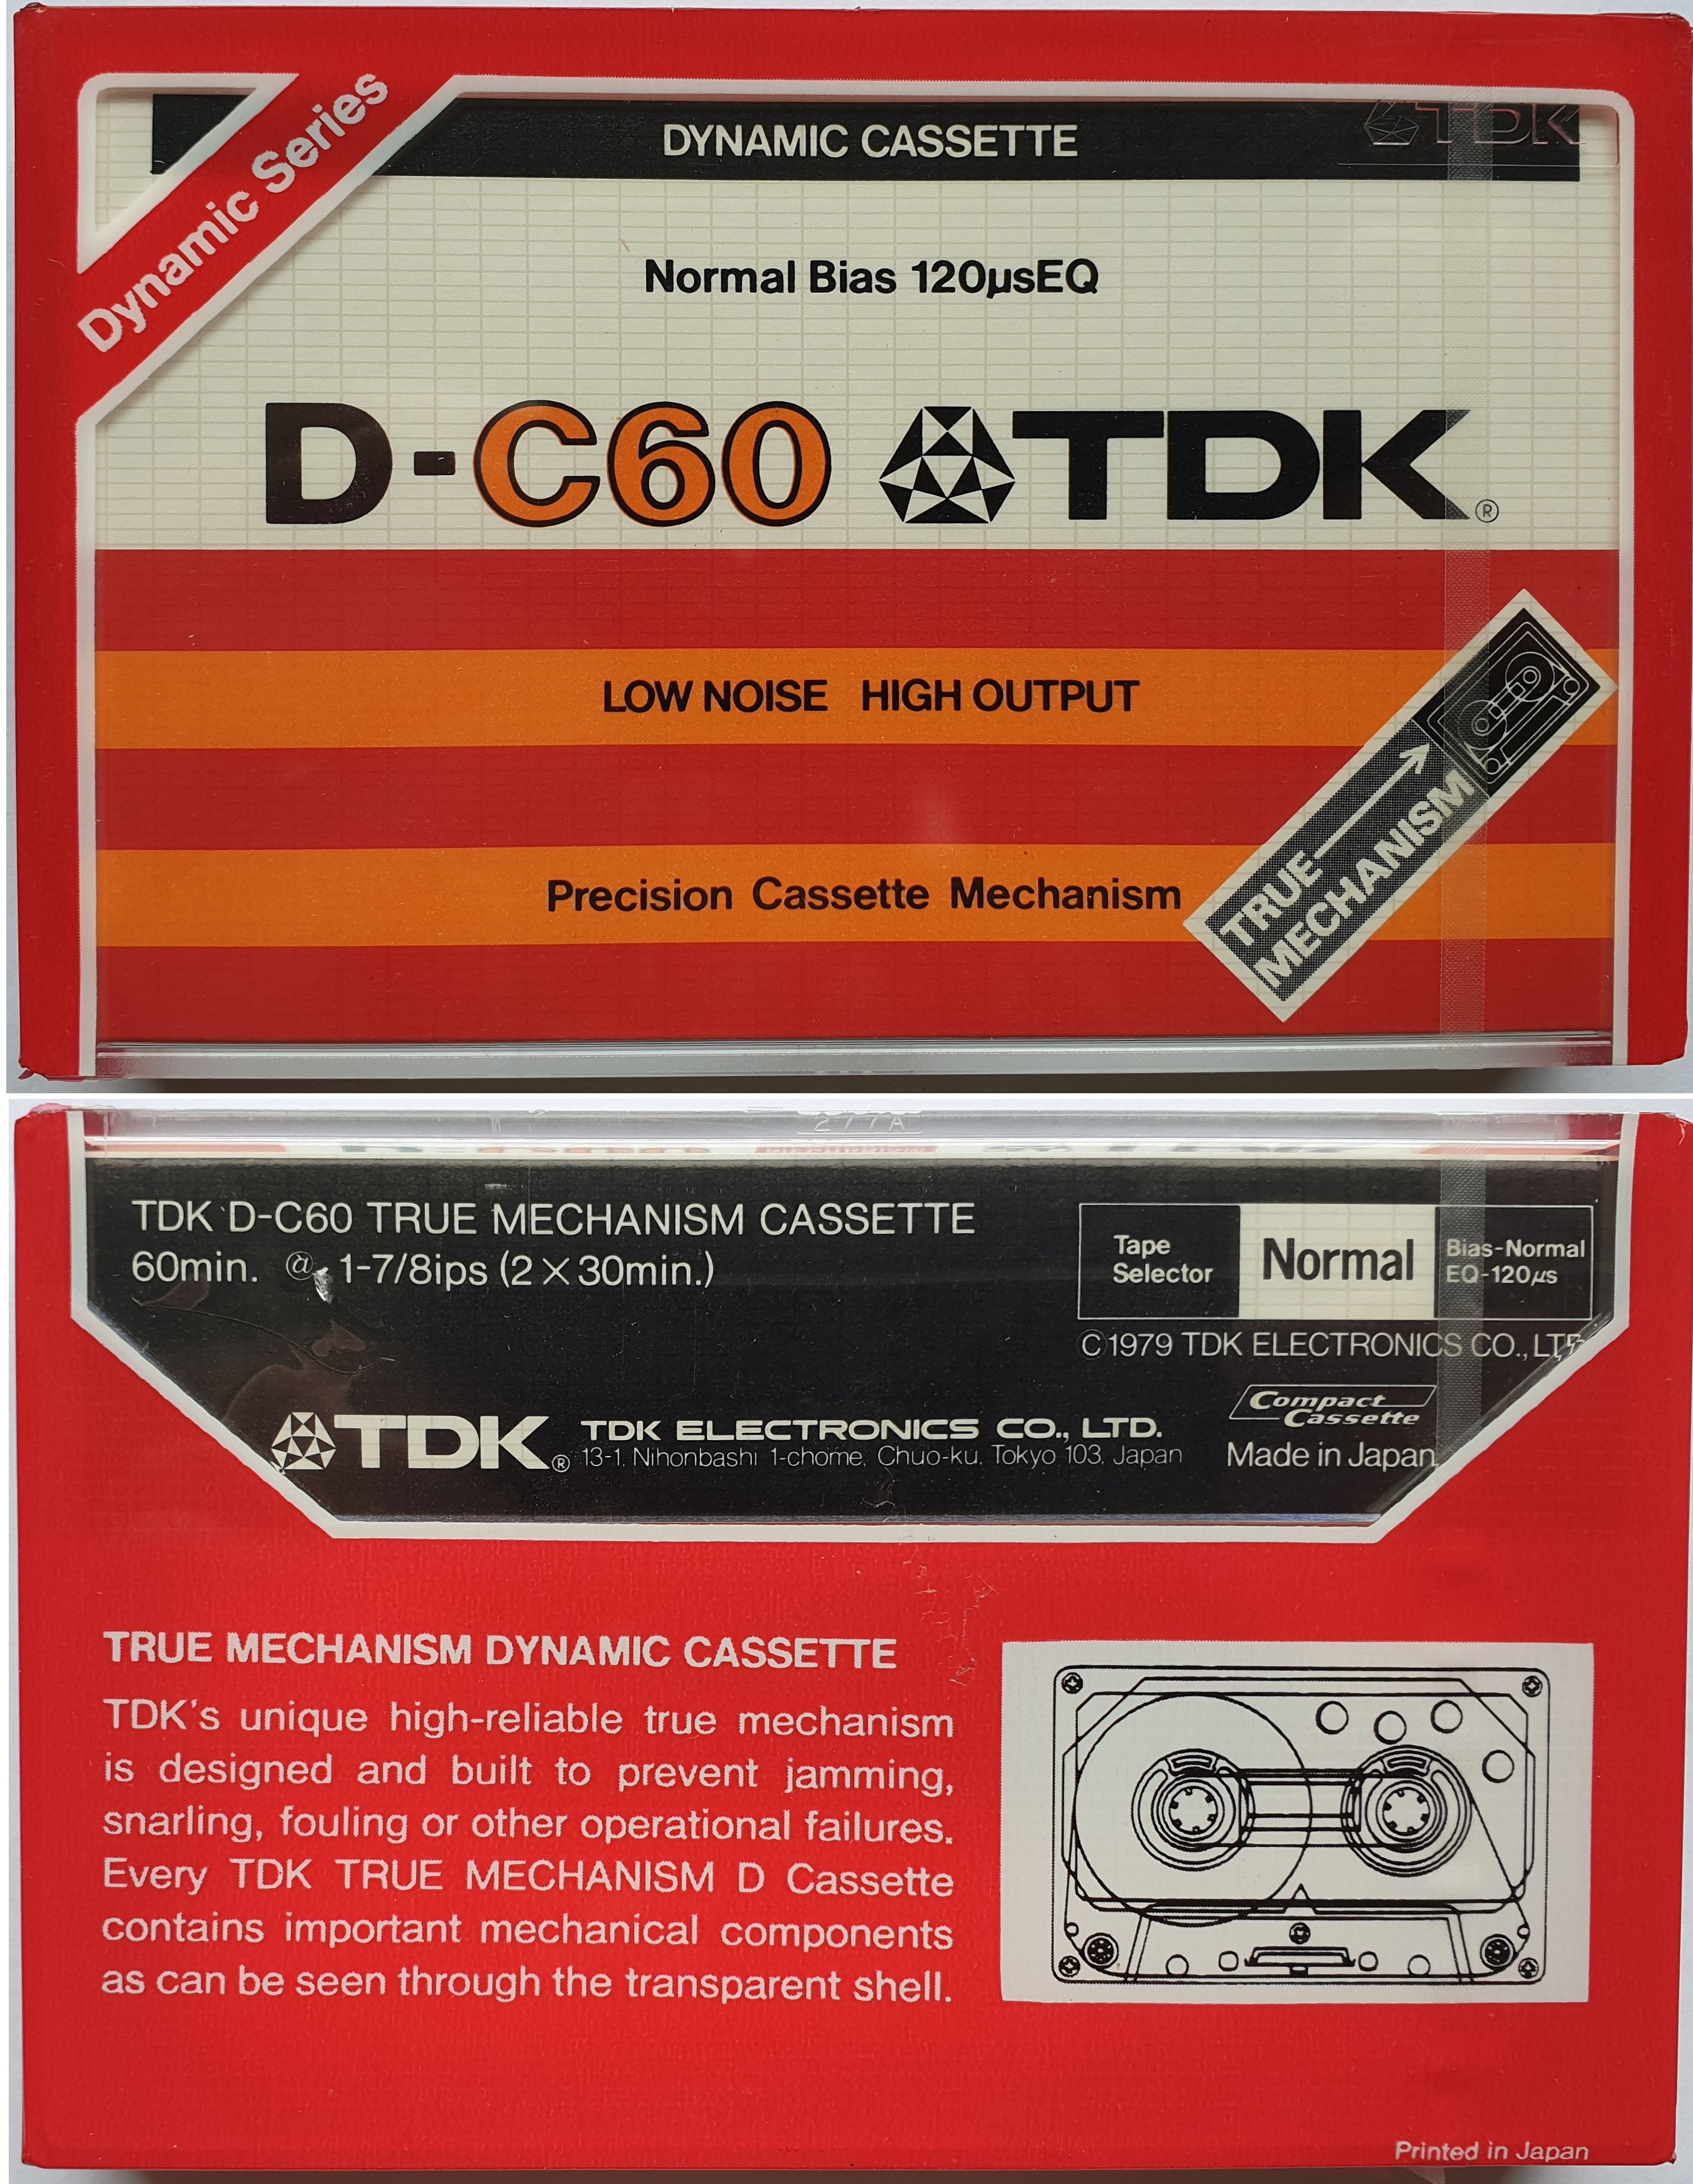 Dynamic Series
DYNAMIC CASSETTE
TDK
Normal Bias 120μsEQ
D-C60 TDK®
LOW NOISE HIGH OUTPUT
TRUE
MECHANISM
Precision Cassette Mechanism
277A
TDK D-C60 TRUE MECHANISM CASSETTE
60min. @ 1-7/8ips (2×30min.)
Tape
Selector
Normal
Bias-Normal
EQ-120μs
©1979 TDK ELECTRONICS CO., LTD
Compact
Cassette
TDK® TDK ELECTRONICS CO., LTD.
13-1, Nihonbashi 1-chome, Chuo-ku, Tokyo 103, Japan
Made in Japan
TRUE MECHANISM DYNAMIC CASSETTE
TDK's unique high-reliable true mechanism
is designed and built to prevent jamming,
snarling, fouling or other operational failures.
Every TDK TRUE MECHANISM D Cassette
contains important mechanical components
as can be seen through the transparent shell.
Printed in Japan